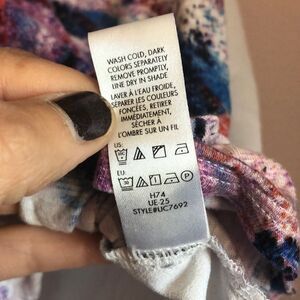 WASH COLD, DARK
COLORS SEPARATELY
REMOVE PROMPTLY,
LINE DRY IN SHADE
LAVER À L'EAU FROIDE,
SÉPARER LES COULEURS
FONCÉES, RETIRER
IMMÉDIATEMENT,
SÉCHER À
L'OMBRE SUR UN FIL
US:
EU:
H74
UE-25
STYLE#UC7692